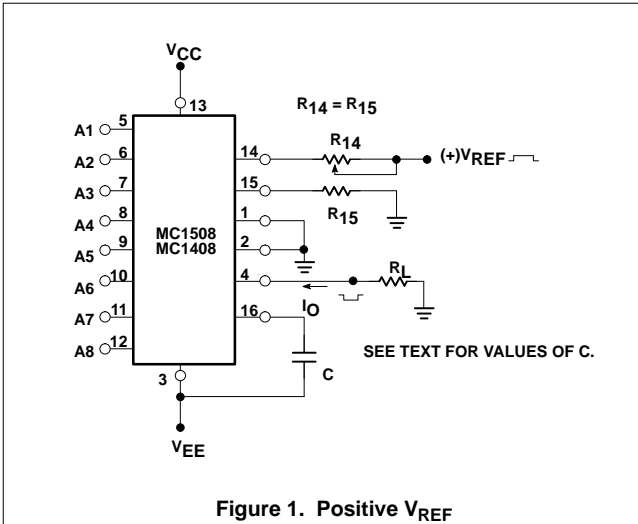 VCC
13
R14 = R15
A1 5
14
R14
(+)VREF
A2 6
A3 7
15
R15
A4 8
1
MC1508
MC1408
A5 9
2
A6 10
4
RL
IO
A7 11
16
SEE TEXT FOR VALUES OF C.
A8 12
C
3
VEE
Figure 1. Positive VREF